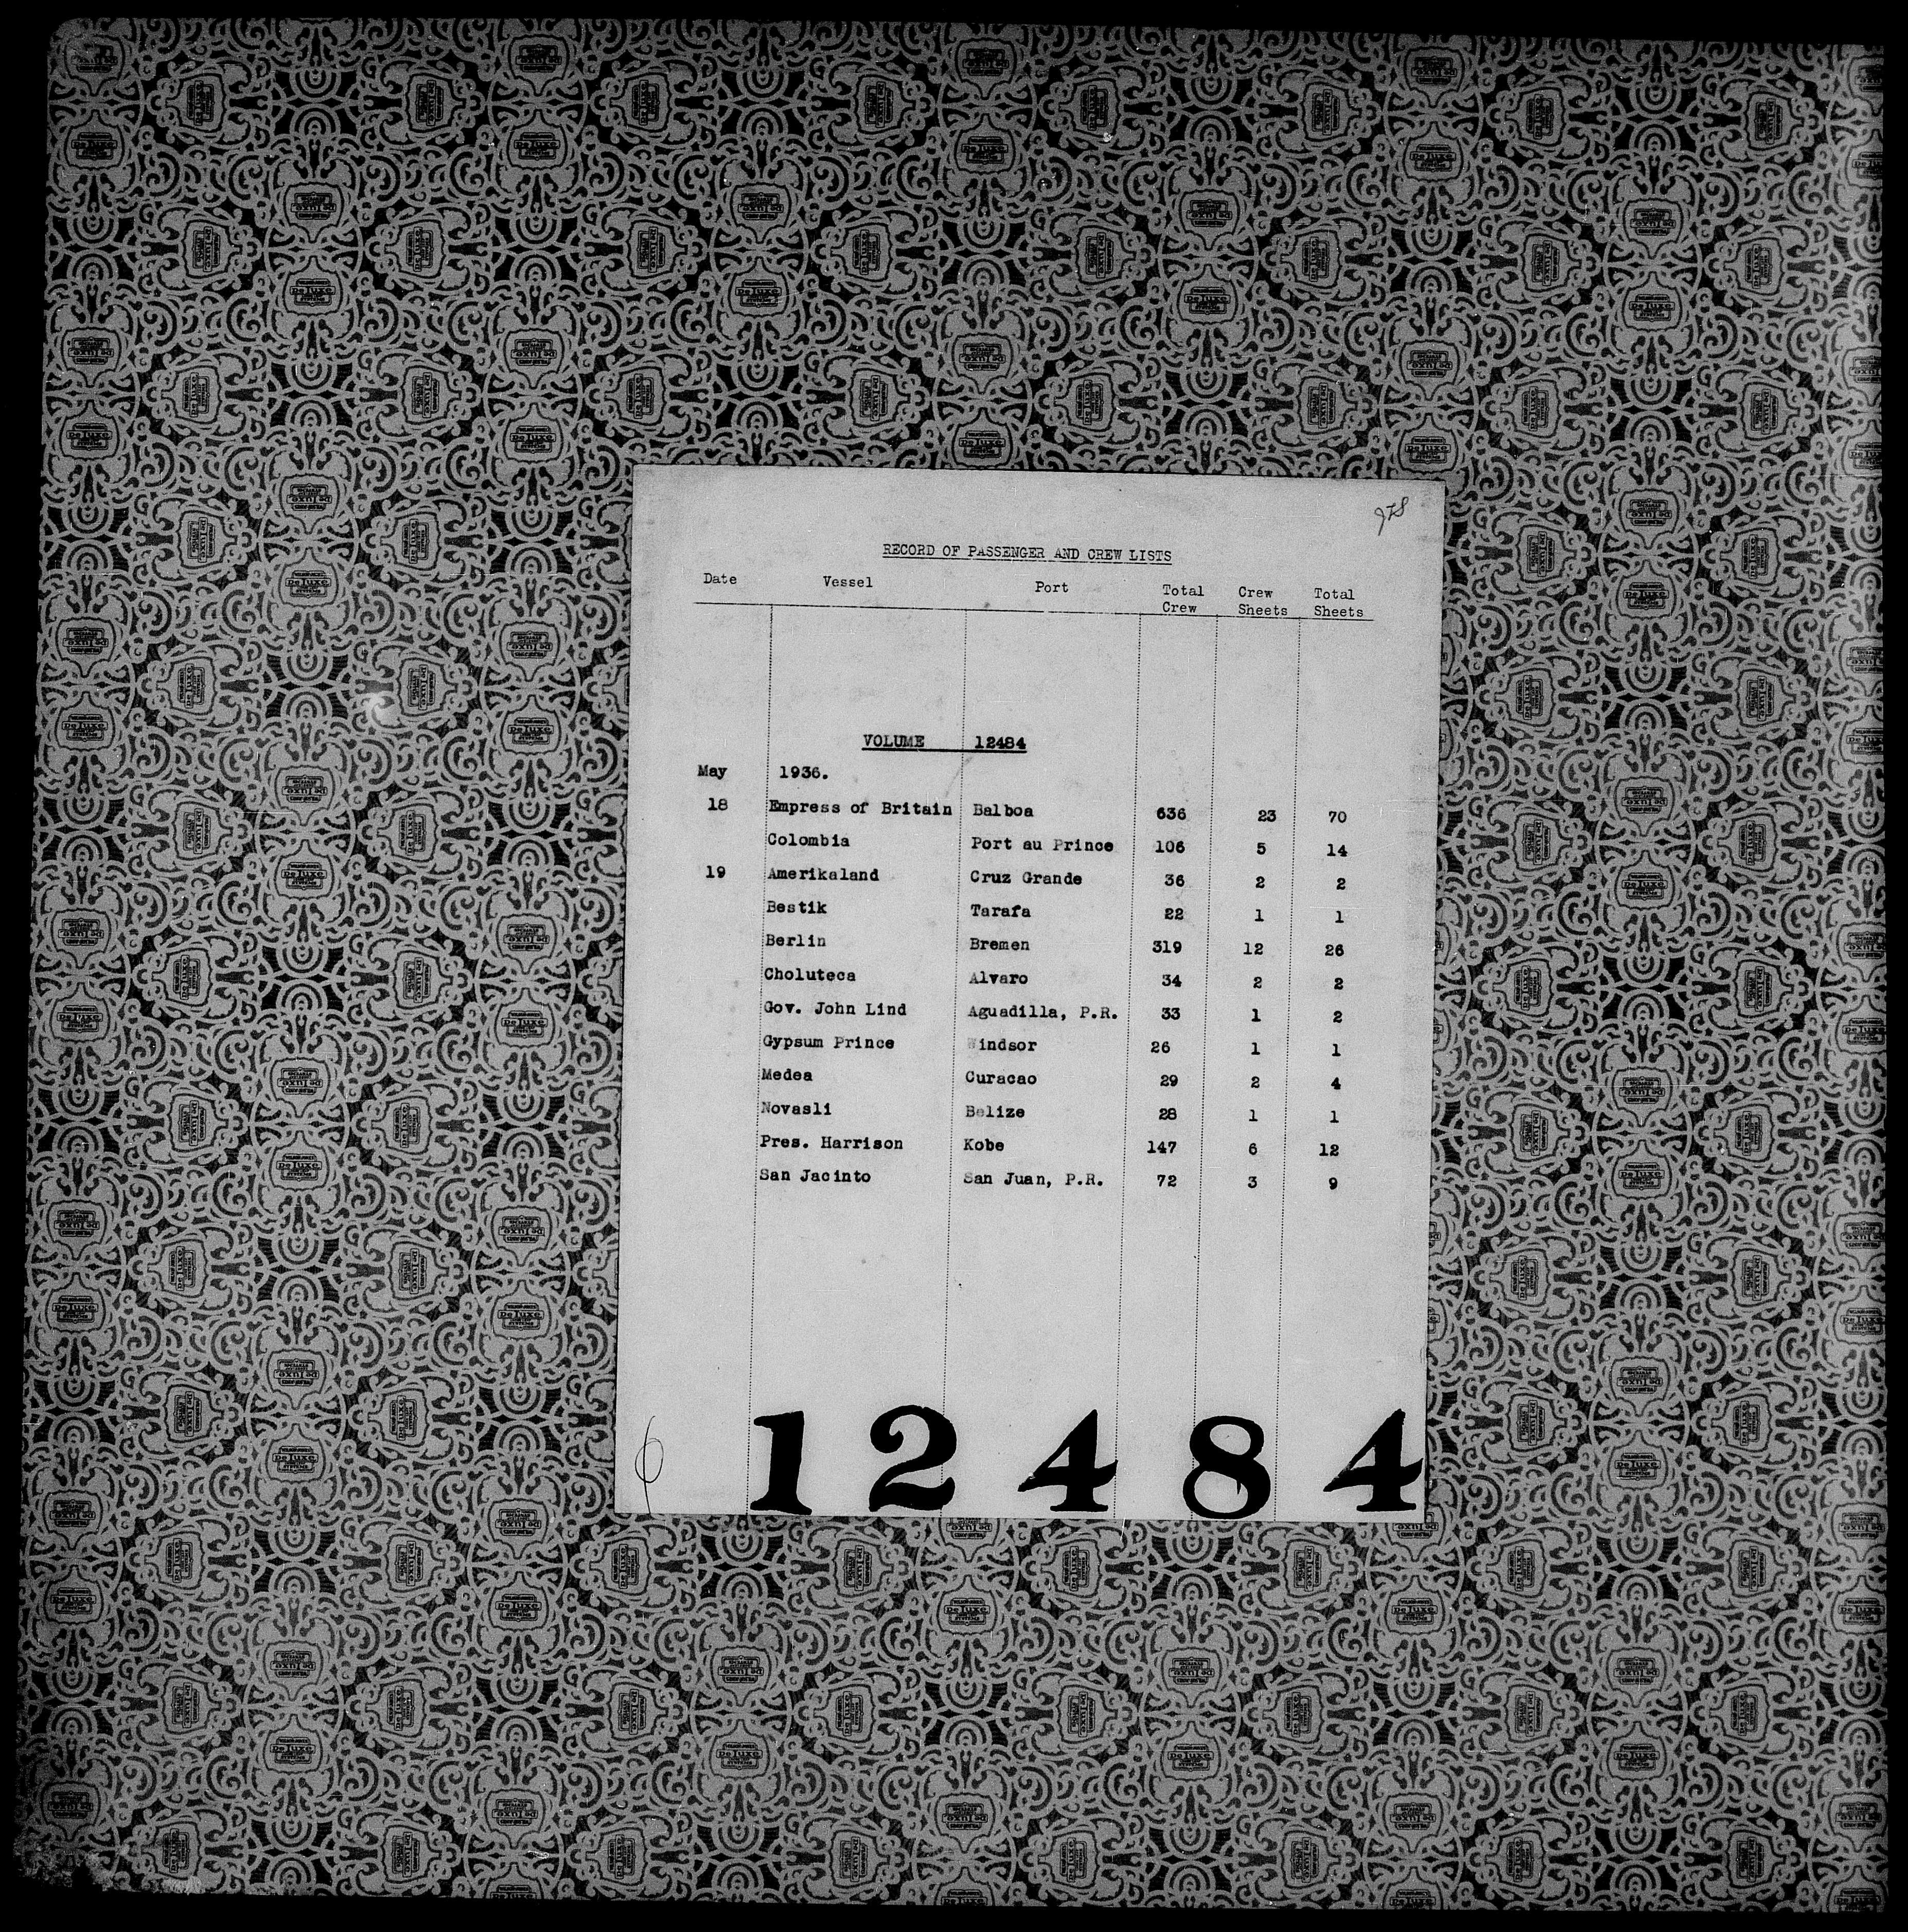 978
RECORD OF PASSENGER AND CREW LISTS
Date Vessel Port Total Crew Crew Sheets Total Sheets
VOLUME 12484
May 1936.
18 Empress of Britain Balboa 636 23 70
Colombia Port au Prince 106 5 14
19 Amerikaland Cruz Grande 36 2 2
Bestik Tarafa 22 1 1
Berlin Bremen 319 12 26
Choluteca Alvaro 34 2 2
Gov. John Lind Aguadilla, P.R. 33 1 2
Gypsum Prince Windsor 26 1 1
Medea Curacao 29 2 4
Novasli Belize 28 1 1
Pres. Harrison Kobe 147 6 12
San Jacinto San Juan, P.R. 72 3 9
12484
De Luxe